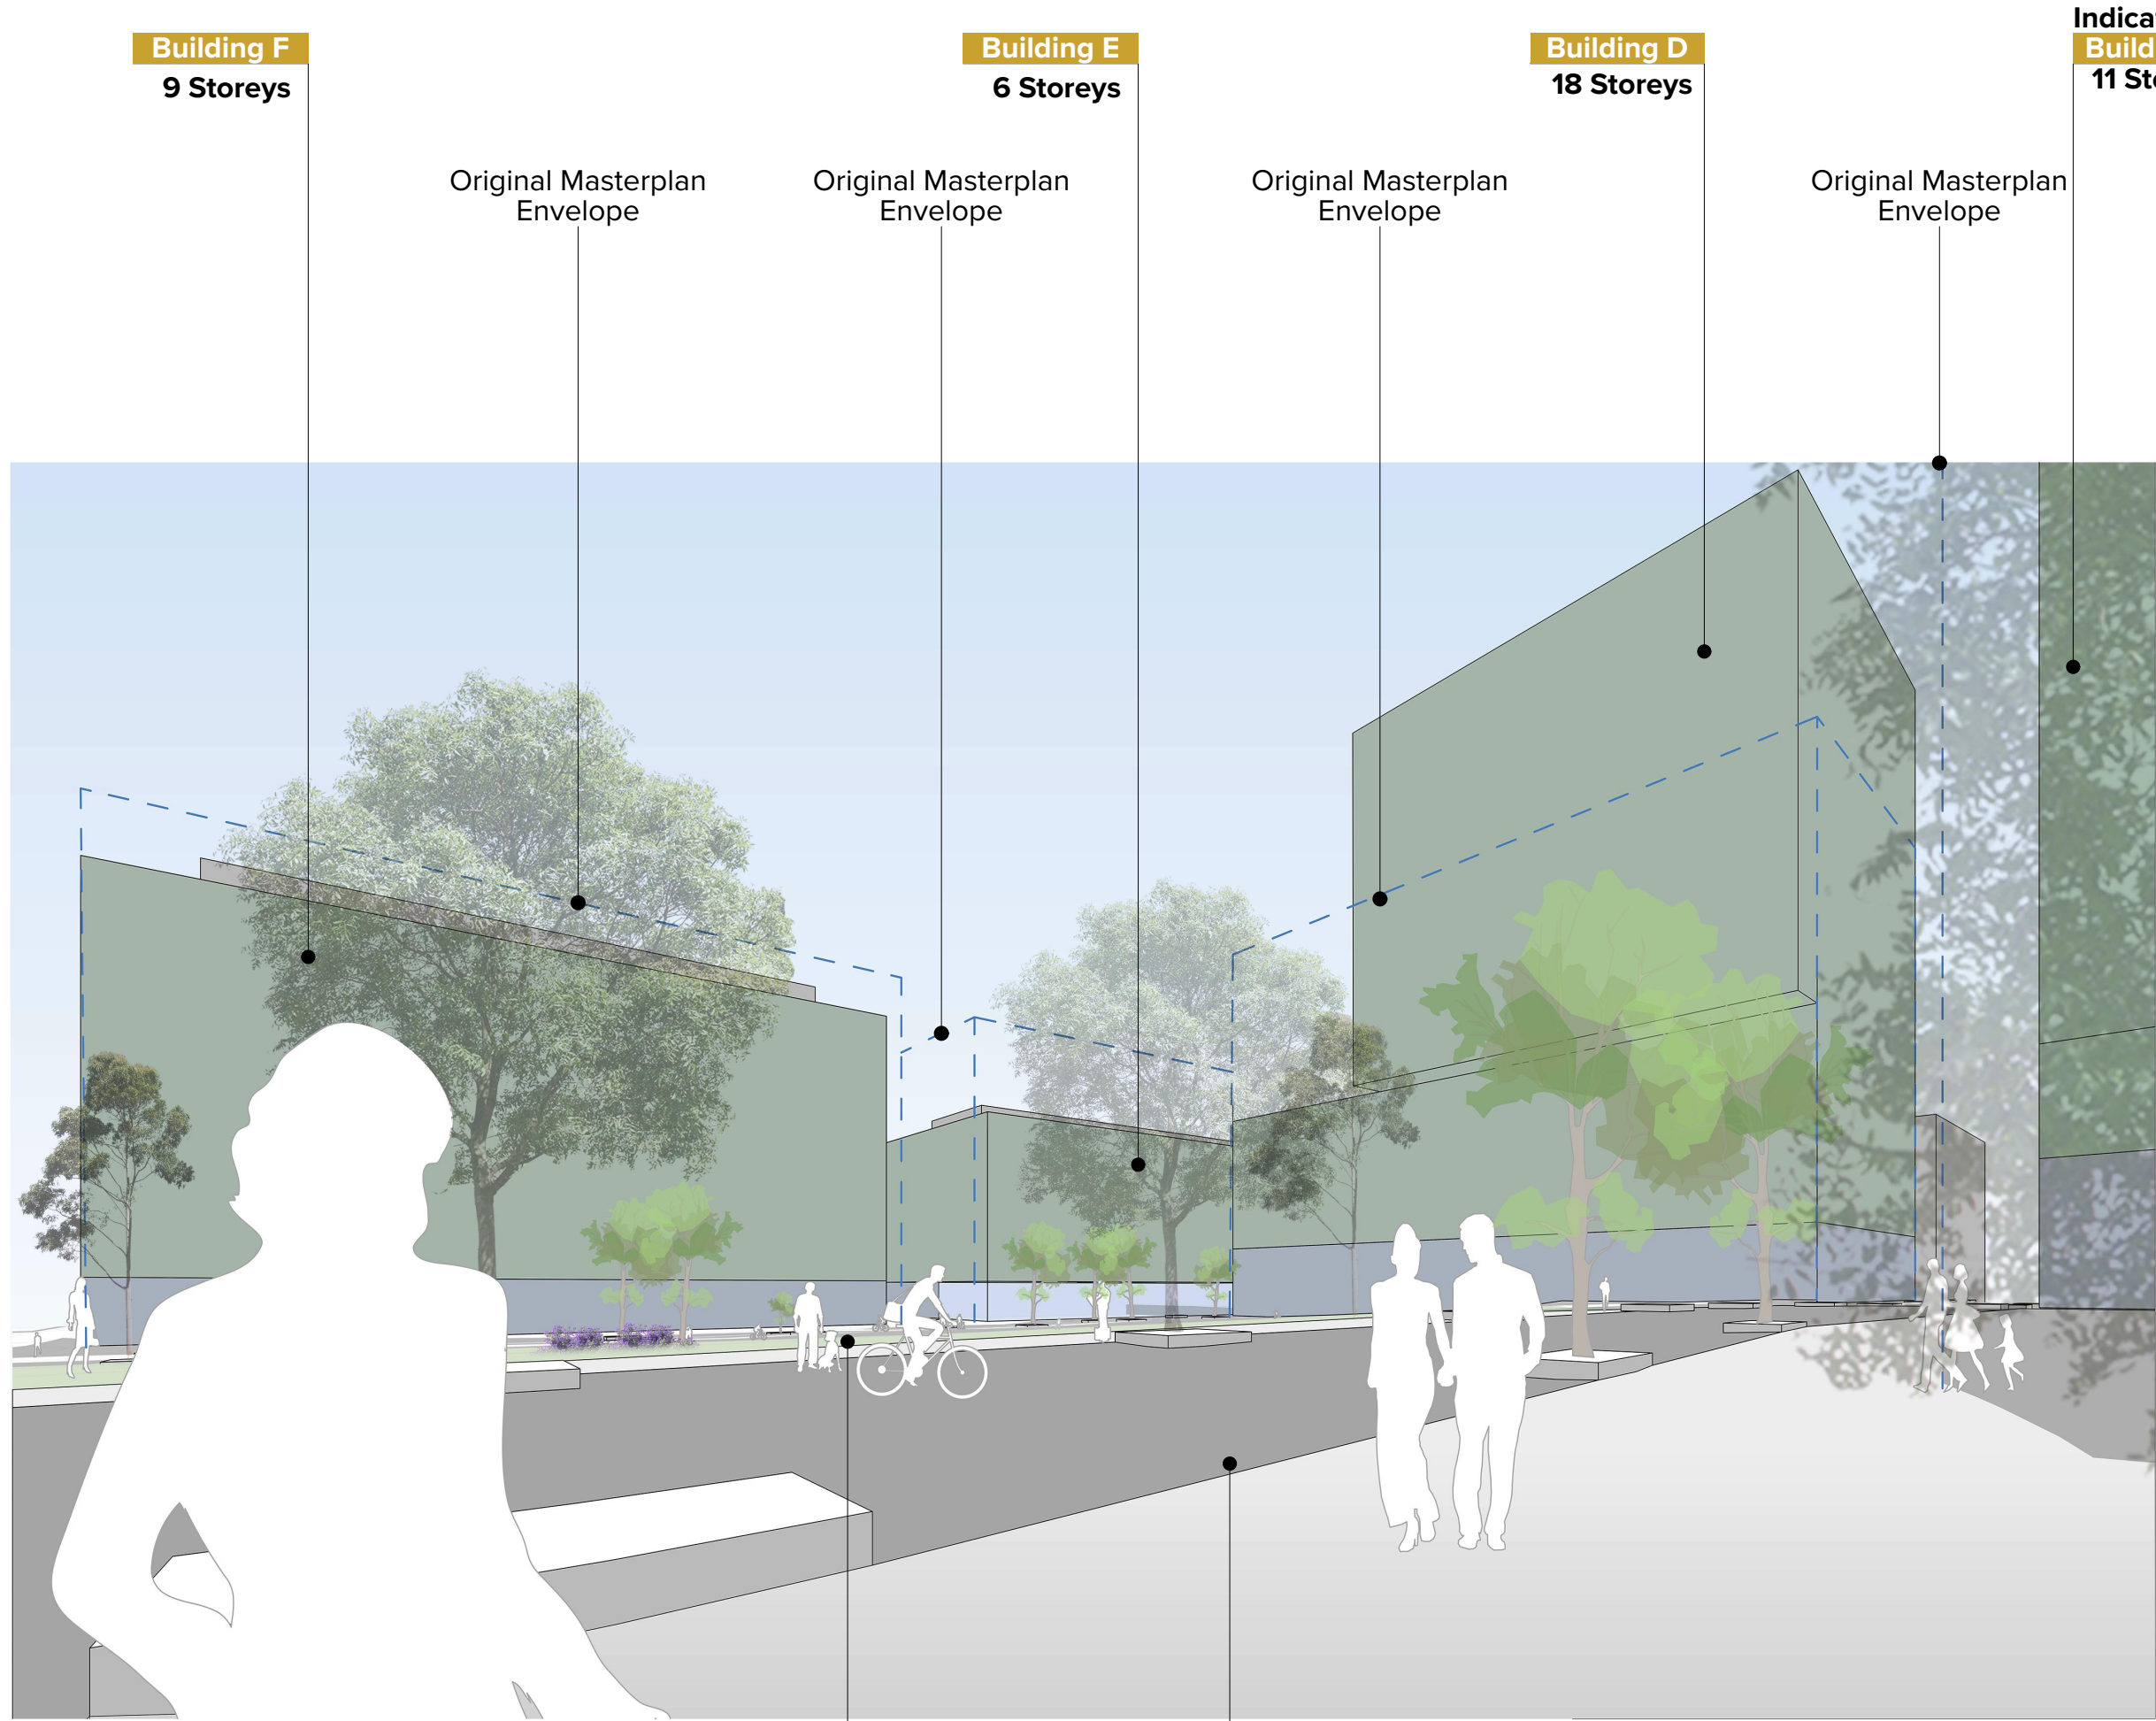 Building F
9 Storeys
Building E
6 Storeys
Building D
18 Storeys
11
Original Masterplan
Envelope
Original Masterplan
Envelope
Original Masterplan
Envelope
Original Masterplan
Envelope